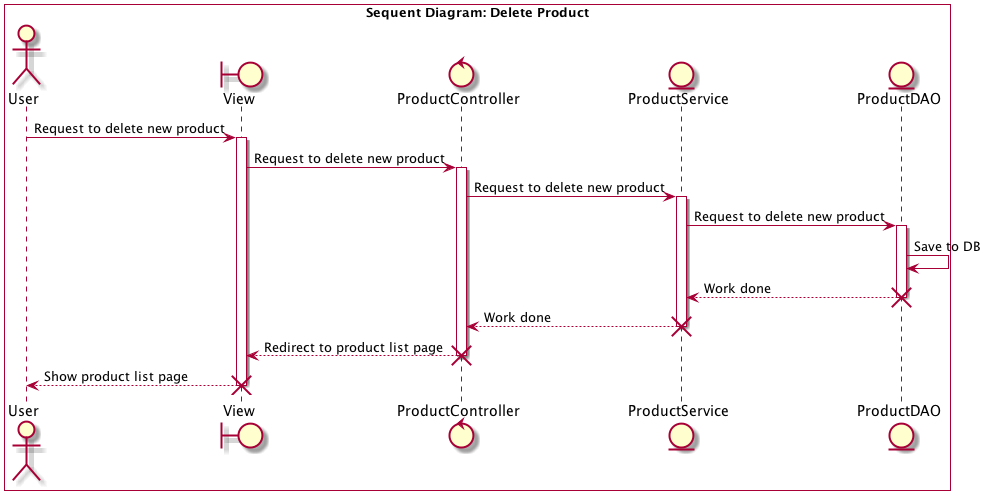 Sequent Diagram: Delete Product
User
View
ProductController
ProductService
ProductDAO
Request to delete new product
Request to delete new product
Request to delete new product
Request to delete new product
Save to DB
Work done
Work done
Redirect to product list page
Show product list page
User
View
ProductController
ProductService
ProductDAO